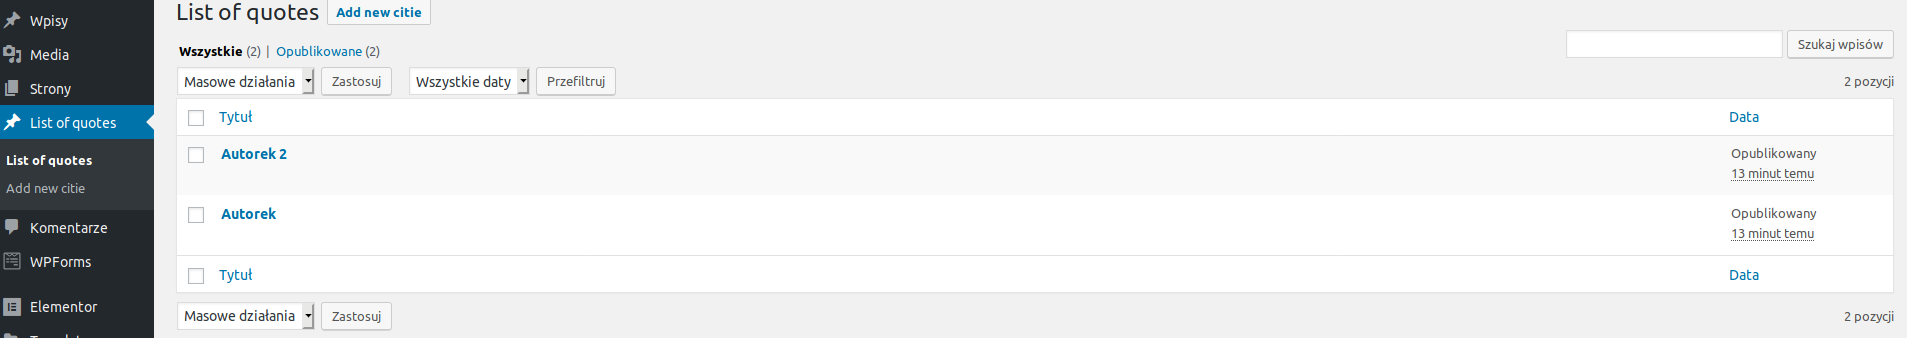 Wpisy
Media
Strony
List of quotes
List of quotes
Add new citie
Komentarze
WPForms
Elementor
List of quotes Add new citie
Wszystkie (2) | Opublikowane (2)
Szukaj wpisów
Masowe działania Zastosuj Wszystkie daty Przefiltruj 2 pozycji
Tytuł Data
Autorek 2 Opublikowany
13 minut temu
Autorek Opublikowany
13 minut temu
Tytuł Data
Masowe działania Zastosuj 2 pozycji